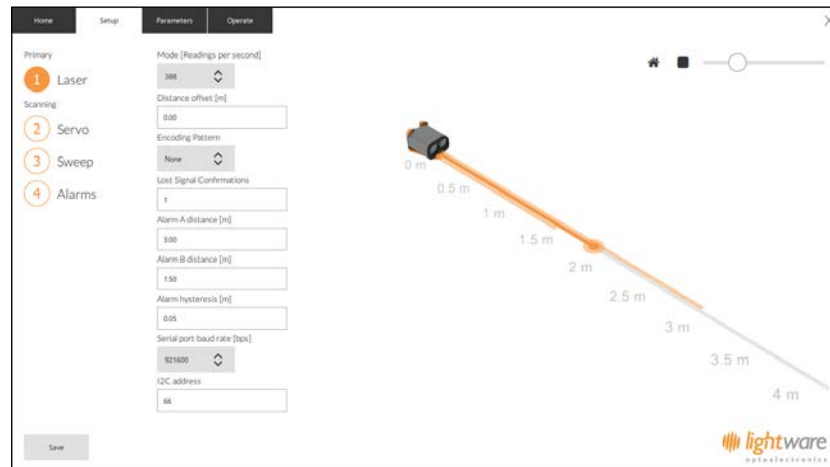 Home Setup Parameters Operate
Primary
1 Laser
Scanning
2 Servo
3 Sweep
4 Alarms
Save
Mode [Readings per second]
388
Distance offset [m]
0.00
Encoding Pattern
None
Lost Signal Confirmations
1
Alarm A distance [m]
3.00
Alarm B distance [m]
1.50
Alarm hysteresis [m]
0.05
Serial port baud rate [bps]
921600
I2C address
66
0 m
0.5 m
1 m
1.5 m
2 m
2.5 m
3 m
3.5 m
4 m
lightware
optoelectronics